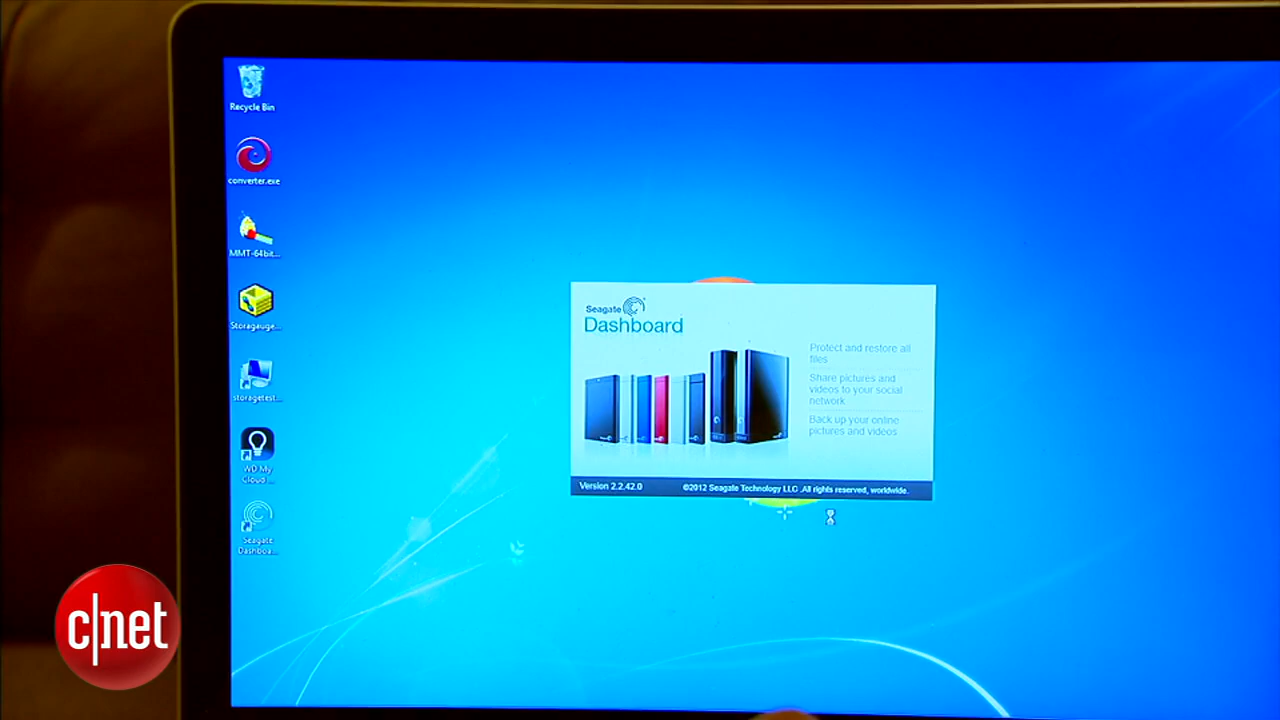 Recycle Bin
converter.exe
MMT-64bit...
Storagauge...
storagetest...
WD My
Cloud ...
Seagate
Dashboa...
Seagate
Dashboard
Protect and restore all
files
Share pictures and
videos to your social
network
Back up your online
pictures and videos
Version 2.2.42.0
©2012 Seagate Technology LLC .All rights reserved, worldwide.
c|net